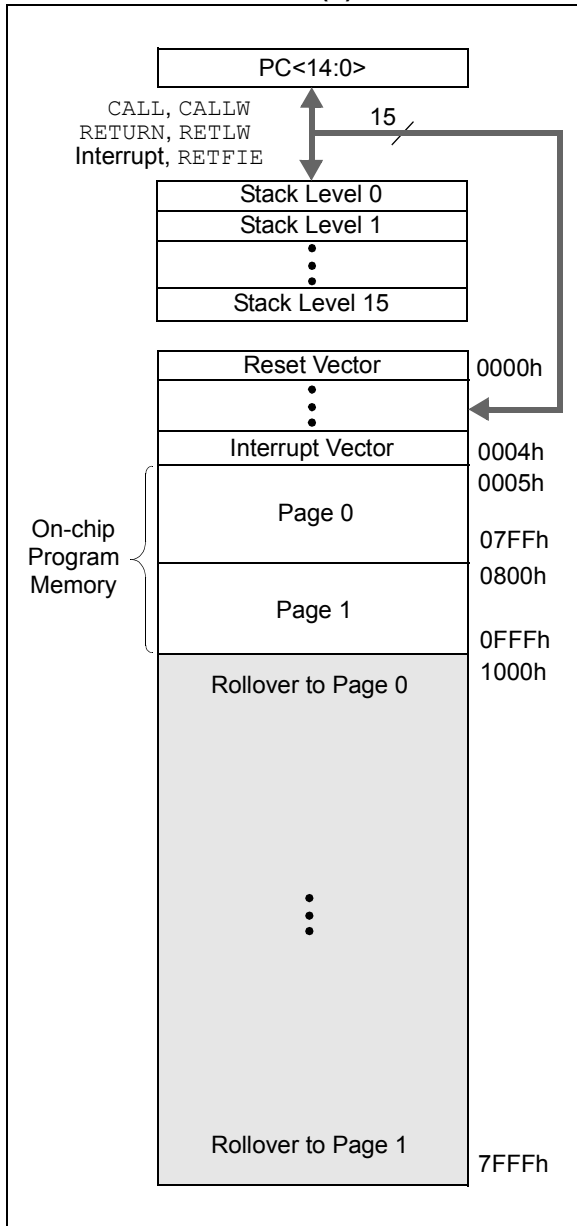 PC<14:0>
CALL, CALLW
RETURN, RETLW
Interrupt, RETFIE
15
Stack Level 0
Stack Level 1
Stack Level 15
Reset Vector
0000h
Interrupt Vector
0004h
0005h
On-chip
Program
Memory
Page 0
07FFh
0800h
Page 1
0FFFh
1000h
Rollover to Page 0
Rollover to Page 1
7FFFh